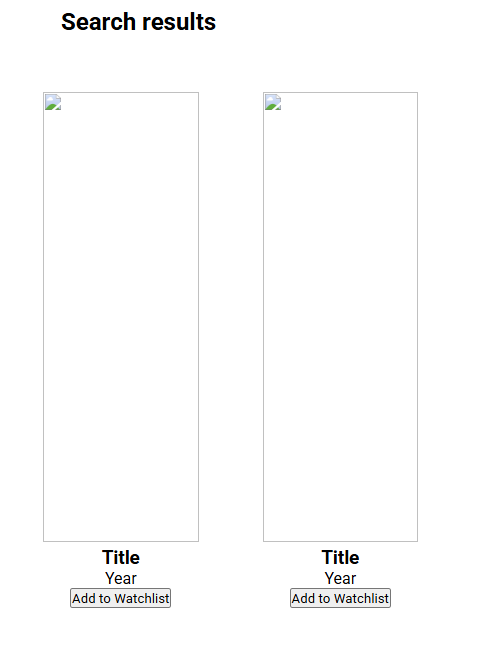 Search results
Title
Year
Add to Watchlist
Title
Year
Add to Watchlist